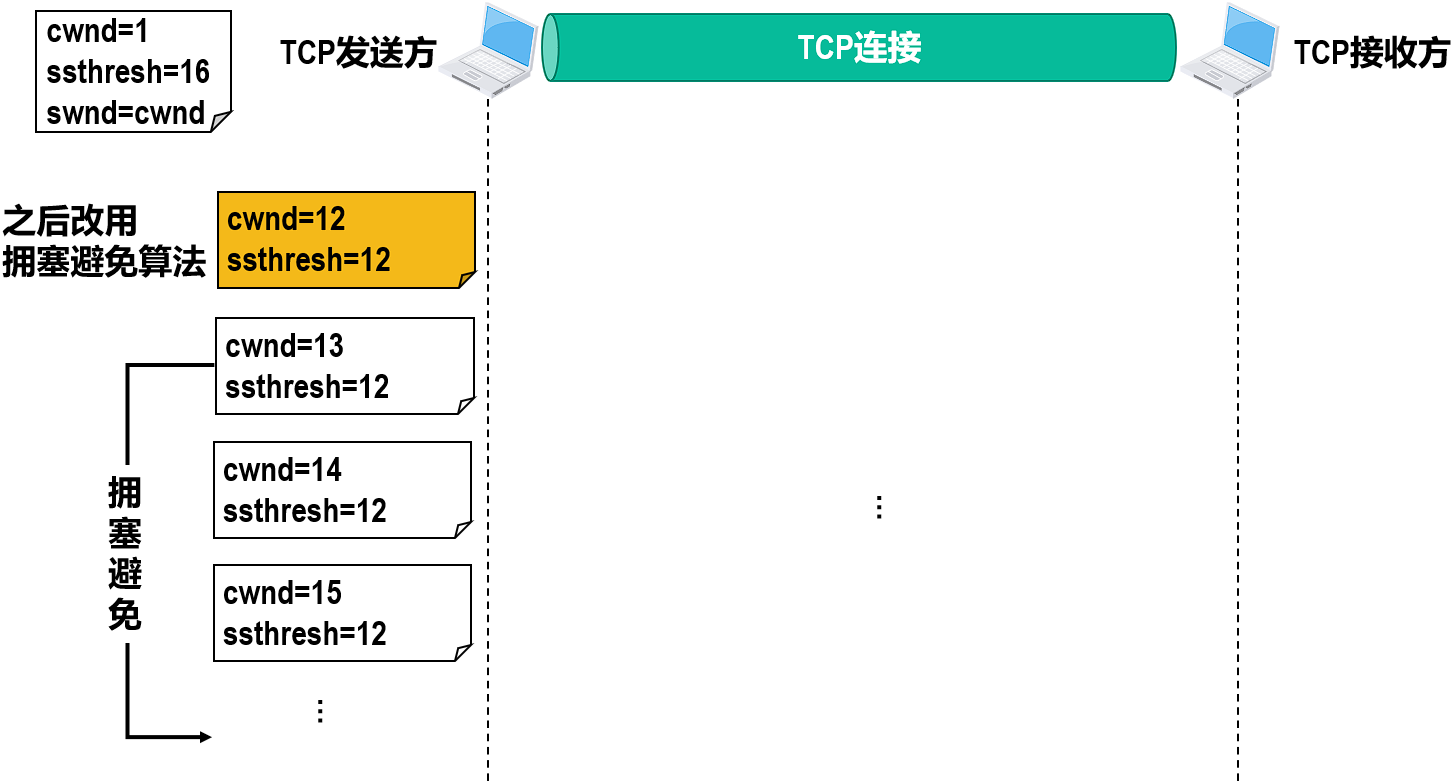 cwnd=1
ssthresh=16
swnd=cwnd
TCP发送方
TCP连接
TCP接收方
之后改用
拥塞避免算法
cwnd=12
ssthresh=12
cwnd=13
ssthresh=12
cwnd=14
ssthresh=12
拥
塞
避
免
cwnd=15
ssthresh=12
⋮
⋮